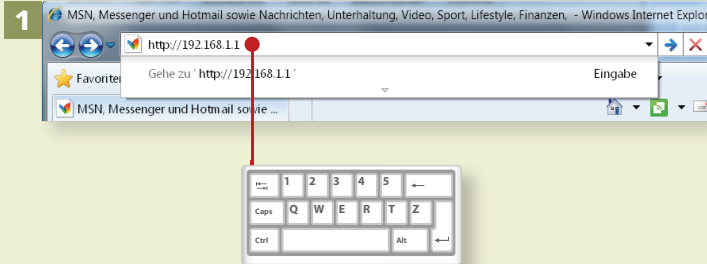 1
MSN, Messenger und Hotmail sowie Nachrichten, Unterhaltung, Video, Sport, Lifestyle, Finanzen, - Windows Internet Explor
http://192.168.1.1
Gehe zu ' http://192.168.1.1 ' Eingabe
Favoriten
MSN, Messenger und Hotmail sowie ...
1 2 3 4 5
Caps Q W E R T Z
Ctrl Alt